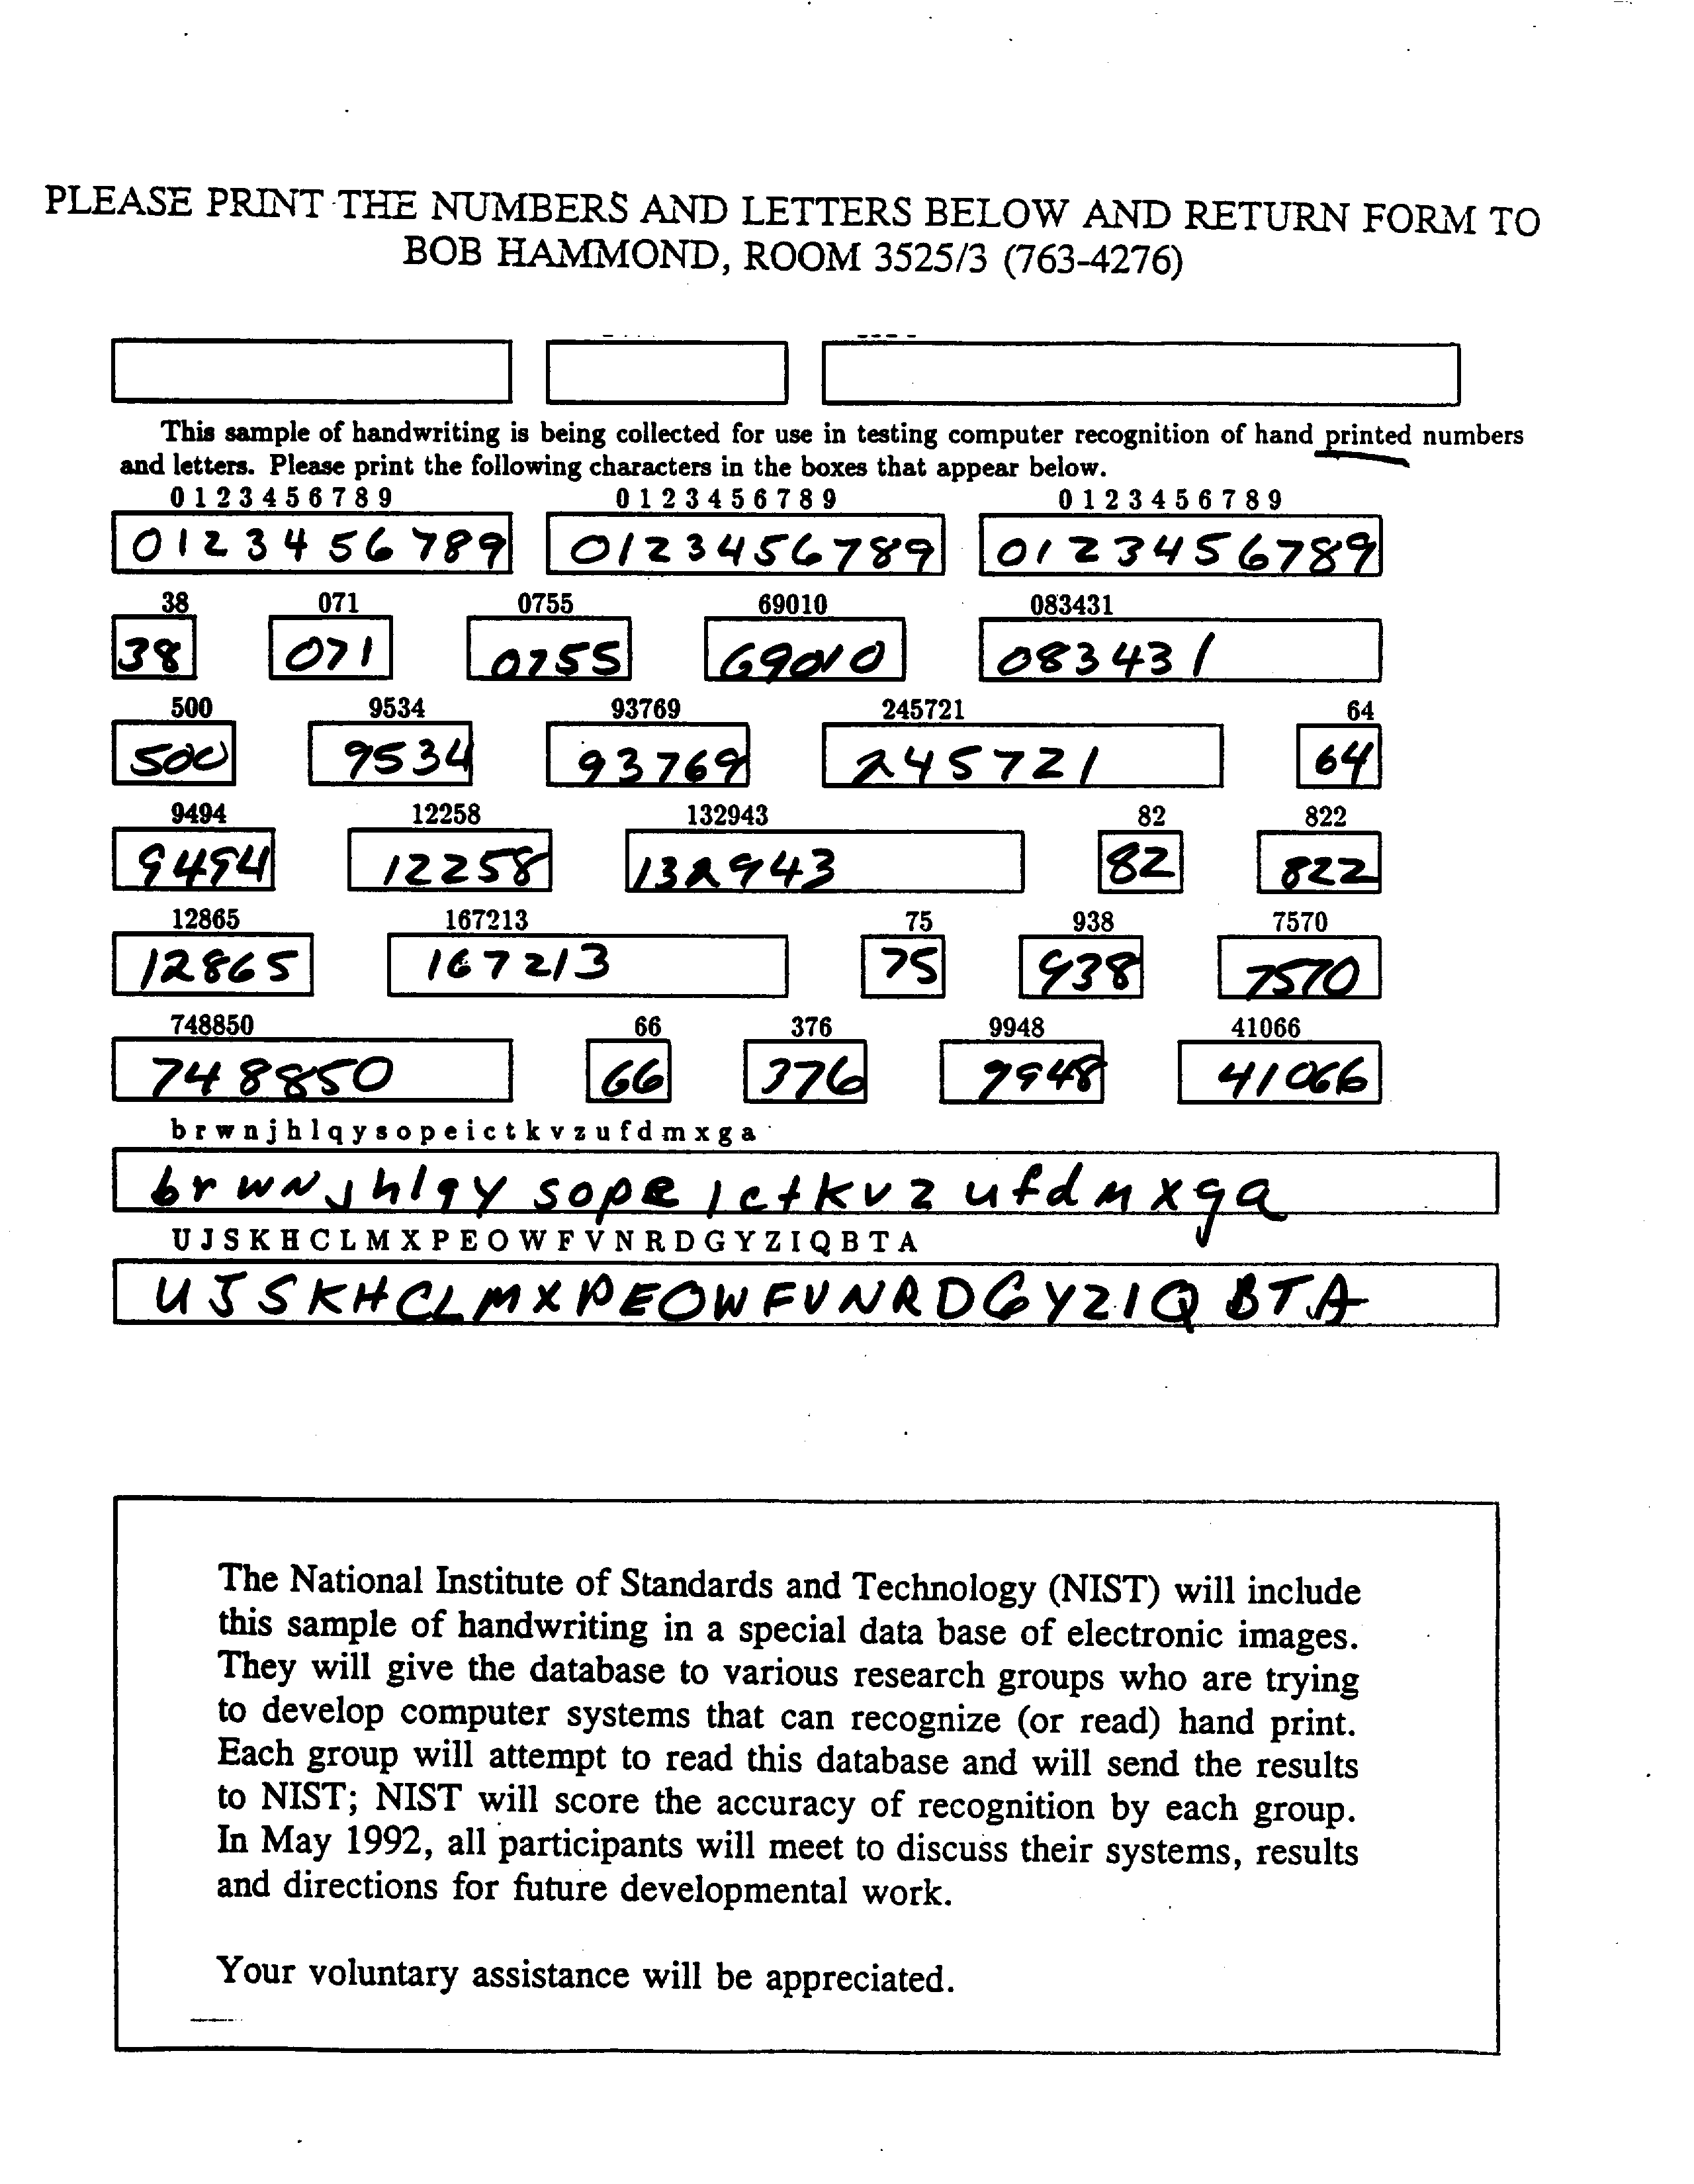 PLEASE PRINT THE NUMBERS AND LETTERS BELOW AND RETURN FORM TO
BOB HAMMOND, ROOM 3525/3 (763-4276)
This sample of handwriting is being collected for use in testing computer recognition of hand printed numbers
and letters. Please print the following characters in the boxes that appear below.
0 1 2 3 4 5 6 7 8 9 0 1 2 3 4 5 6 7 8 9 0 1 2 3 4 5 6 7 8 9
0123456789 0123456789 0123456789
38 071 0755 69010 083431
38 071 0755 69010 083431
500 9534 93769 245721 64
500 9534 93769 245721 64
9494 12258 132943 82 822
9494 12258 132943 82 822
12865 167213 75 938 7570
12865 167213 75 938 7570
748850 66 376 9948 41066
748850 66 376 9948 41066
b r w n j h l q y s o p e i c t k v z u f d m x g a
b r w N j h l q y s o p e i c t k v z u f d m x g a
U J S K H C L M X P E O W F V N R D G Y Z I Q B T A
U J S K H C L M X P E O W F V N R D G Y Z I Q B T A
The National Institute of Standards and Technology (NIST) will include
this sample of handwriting in a special data base of electronic images.
They will give the database to various research groups who are trying
to develop computer systems that can recognize (or read) hand print.
Each group will attempt to read this database and will send the results
to NIST; NIST will score the accuracy of recognition by each group.
In May 1992, all participants will meet to discuss their systems, results
and directions for future developmental work.
Your voluntary assistance will be appreciated.